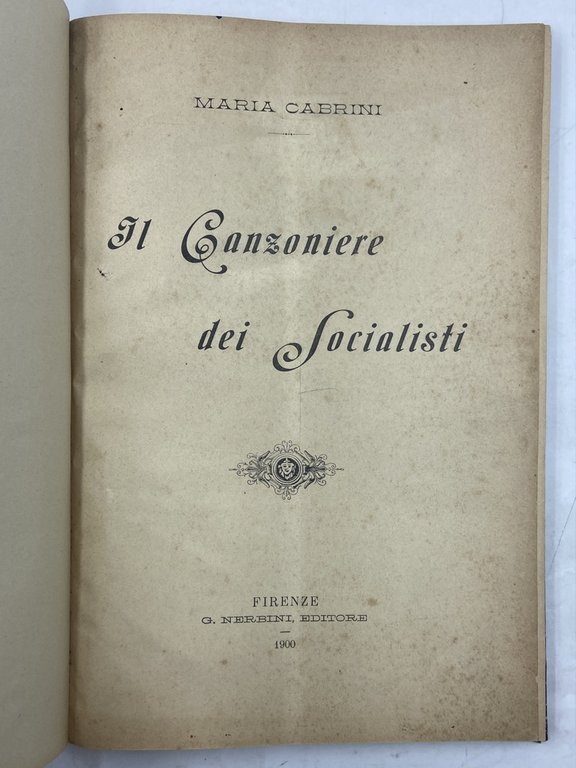 MARIA CABRINI
Il Canzoniere
dei Socialisti
FIRENZE
G. NERBINI, EDITORE
1900